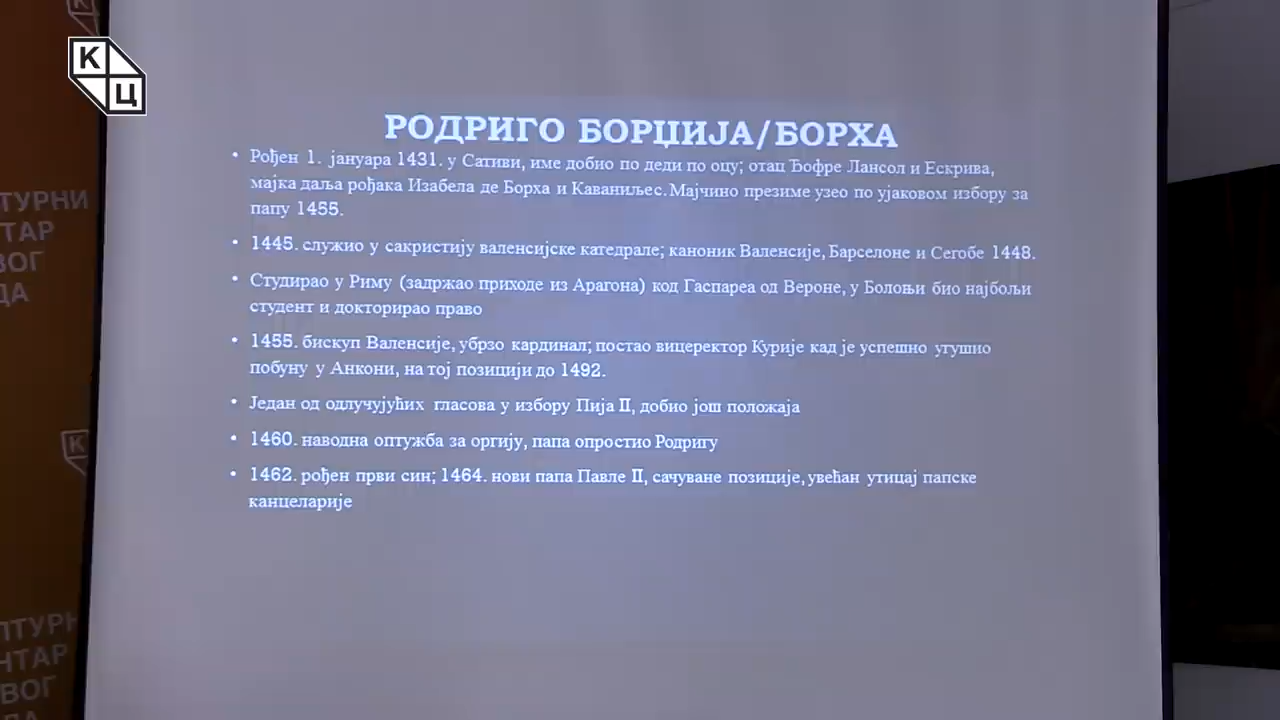 К
Ц
РОДРИГО БОРЏИЈА/БОРХА
• Рођен 1. јануара 1431. у Сативи, име добио по деди по оцу; отац Ђофре Лансол и Ескрива,
мајка даља рођака Изабела де Борха и Каваниљес. Мајчино презиме узео по ујаковом избору за
папу 1455.
• 1445. служио у сакристију валенсијске катедрале; каноник Валенсије, Барселоне и Сегобе 1448.
• Студирао у Риму (задржао приходе из Арагона) код Гаспареа од Вероне, у Болоњи био најбољи
студент и докторирао право
• 1455. бискуп Валенсије, убрзо кардинал; постао вицеректор Курије кад је успешно угушио
побуну у Анкони, на тој позицији до 1492.
• Један од одлучујућих гласова у избору Пија II, добио још положаја
• 1460. наводна оптужба за оргију, папа опростио Родригу
• 1462. рођен први син; 1464. нови папа Павле II, сачуване позиције, увећан утицај папске
канцеларије
ТУРНИ
ТАР
ВОГ
ДА
К
ЛТУРН
НТАР
ВОГ
ДА